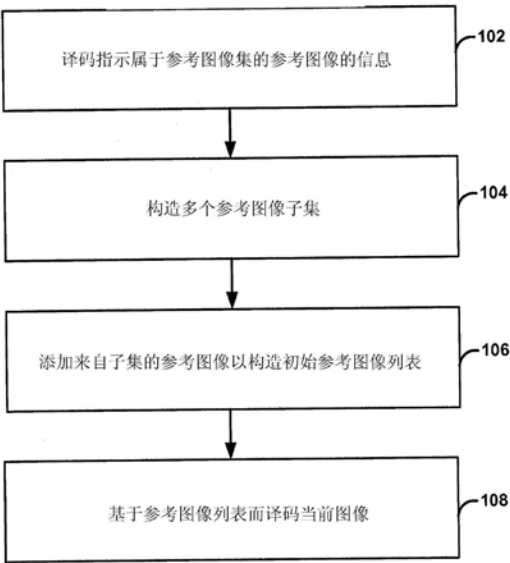 译码指示属于参考图像集的参考图像的信息
102
构造多个参考图像子集
104
添加来自子集的参考图像以构造初始参考图像列表
106
基于参考图像列表而译码当前图像
108